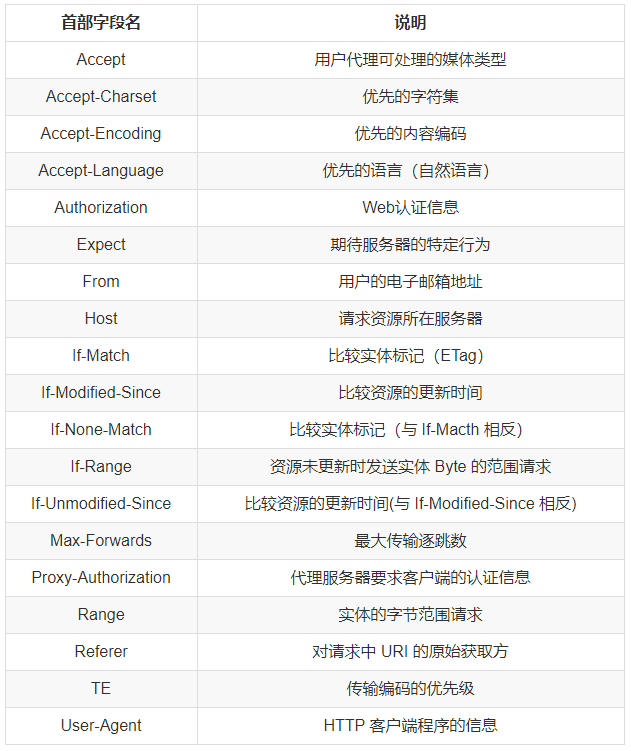 首部字段名 说明
Accept 用户代理可处理的媒体类型
Accept-Charset 优先的字符集
Accept-Encoding 优先的内容编码
Accept-Language 优先的语言（自然语言）
Authorization Web认证信息
Expect 期待服务器的特定行为
From 用户的电子邮箱地址
Host 请求资源所在服务器
If-Match 比较实体标记（ETag）
If-Modified-Since 比较资源的更新时间
If-None-Match 比较实体标记（与 If-Macth 相反）
If-Range 资源未更新时发送实体 Byte 的范围请求
If-Unmodified-Since 比较资源的更新时间(与 If-Modified-Since 相反)
Max-Forwards 最大传输逐跳数
Proxy-Authorization 代理服务器要求客户端的认证信息
Range 实体的字节范围请求
Referer 对请求中 URI 的原始获取方
TE 传输编码的优先级
User-Agent HTTP 客户端程序的信息